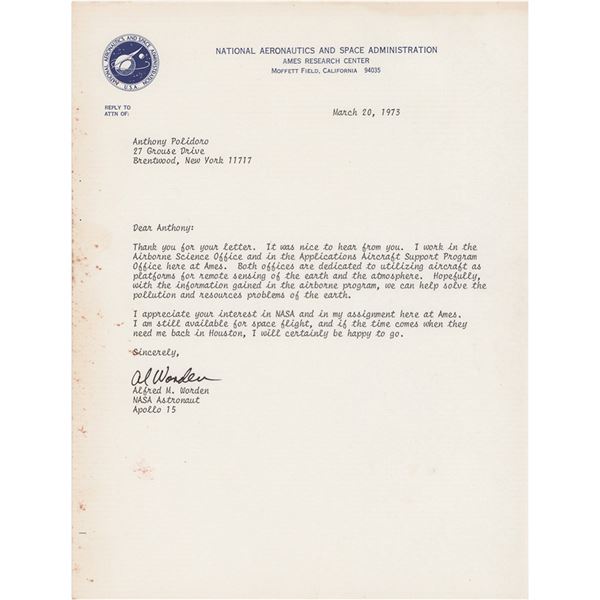 NATIONAL AERONAUTICS AND SPACE ADMINISTRATION
U.S.A.
NATIONAL AERONAUTICS AND SPACE ADMINISTRATION
AMES RESEARCH CENTER
MOFFETT FIELD, CALIFORNIA 94035
REPLY TO
ATTN OF:
March 20, 1973
Anthony Polidoro
27 Grouse Drive
Brentwood, New York 11717
Dear Anthony:
Thank you for your letter. It was nice to hear from you. I work in the
Airborne Science Office and in the Applications Aircraft Support Program
Office here at Ames. Both offices are dedicated to utilizing aircraft as
platforms for remote sensing of the earth and the atmosphere. Hopefully,
with the information gained in the airborne program, we can help solve the
pollution and resources problems of the earth.
I appreciate your interest in NASA and in my assignment here at Ames.
I am still available for space flight, and if the time comes when they
need me back in Houston, I will certainly be happy to go.
Sincerely,
Al Worden
Alfred M. Worden
NASA Astronaut
Apollo 15